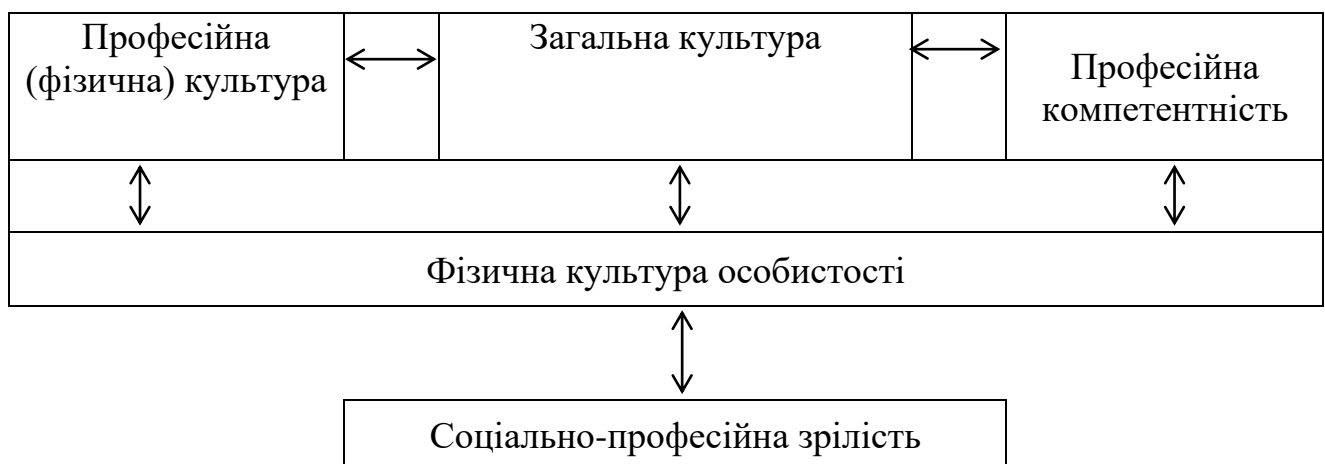 Професійна
(фізична) культура
Загальна культура
Професійна
компетентність
Фізична культура особистості
Соціально-професійна зрілість